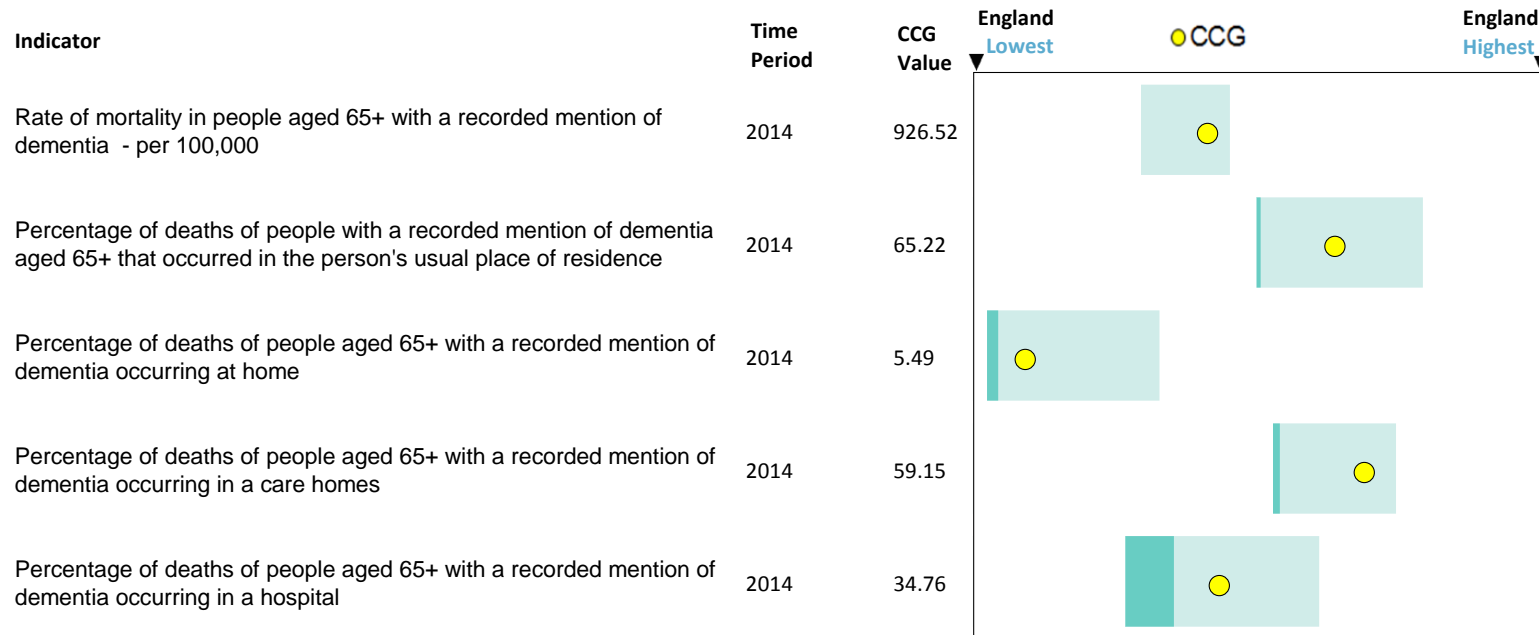 Indicator
Time
Period
CCG
Value
England
Lowest
CCG
England
Highest
Rate of mortality in people aged 65+ with a recorded mention of
dementia - per 100,000
2014
926.52
Percentage of deaths of people with a recorded mention of dementia
aged 65+ that occurred in the person's usual place of residence
2014
65.22
Percentage of deaths of people aged 65+ with a recorded mention of
dementia occurring at home
2014
5.49
Percentage of deaths of people aged 65+ with a recorded mention of
dementia occurring in a care homes
2014
59.15
Percentage of deaths of people aged 65+ with a recorded mention of
dementia occurring in a hospital
2014
34.76